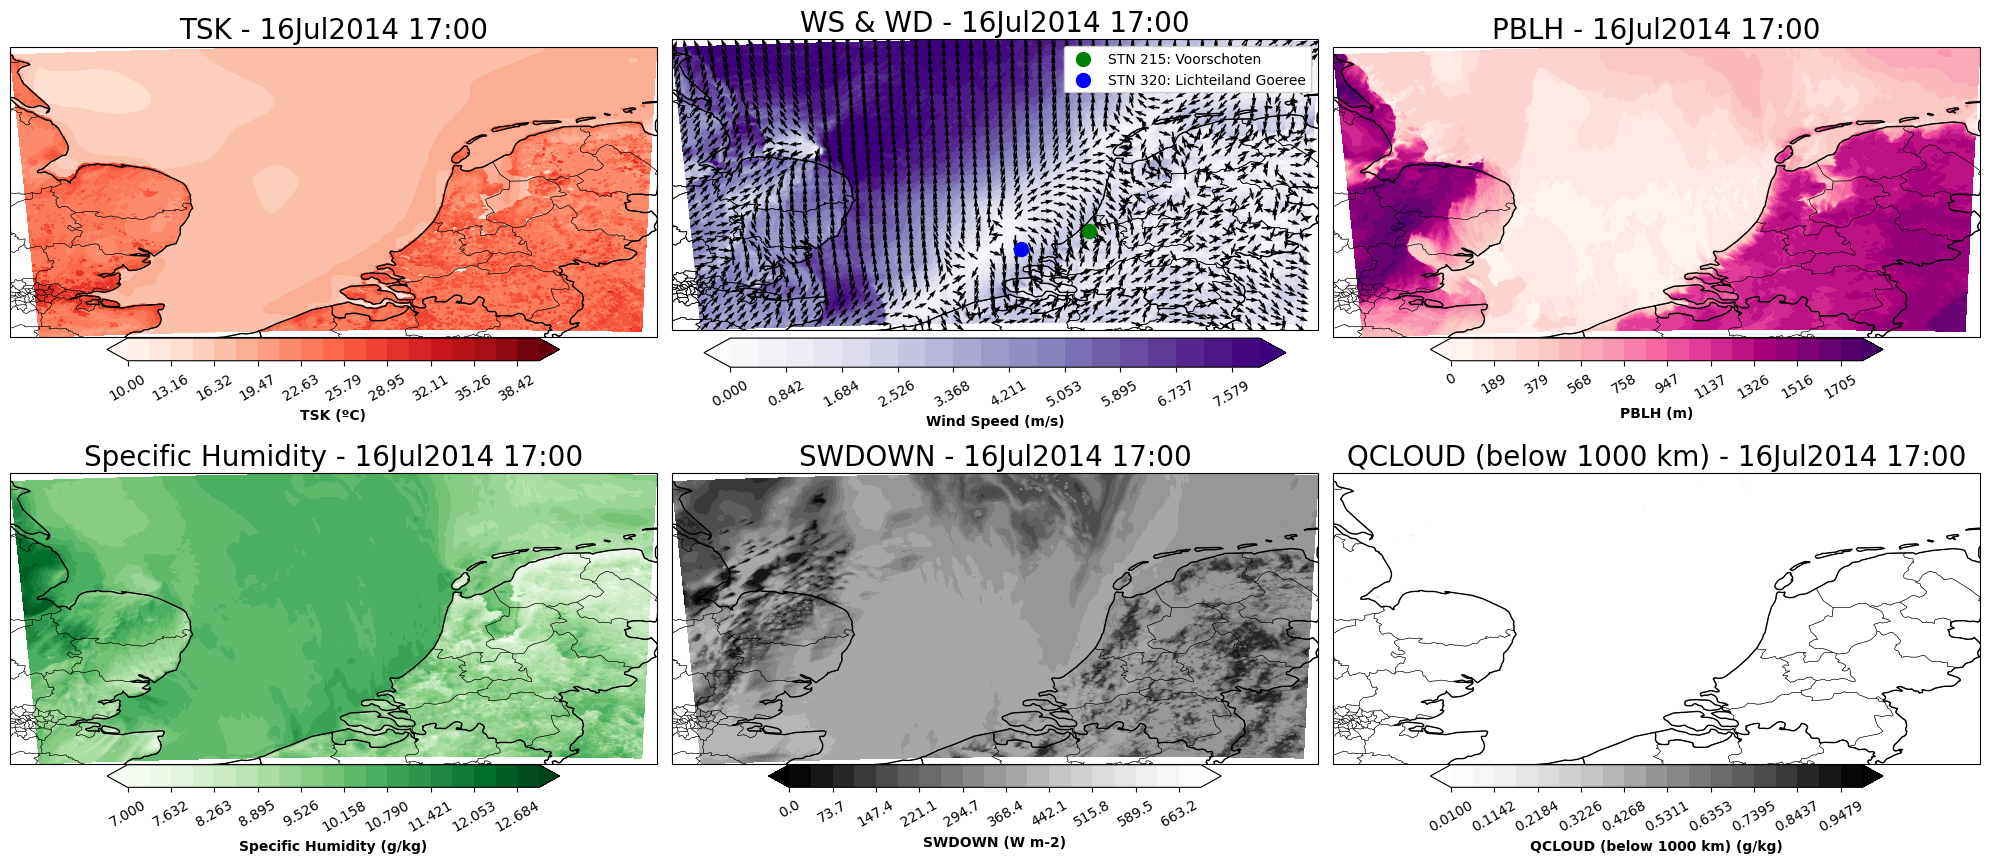 TSK - 16Jul2014 17:00
WS & WD - 16Jul2014 17:00
PBLH - 16Jul2014 17:00
STN 215: Voorschoten
STN 320: Lichteiland Goeree
10.00 13.16 16.32 19.47 22.63 25.79 28.95 32.11 35.26 38.42
TSK (ºC)
0.000 0.842 1.684 2.526 3.368 4.211 5.053 5.895 6.737 7.579
Wind Speed (m/s)
0 189 379 568 758 947 1137 1326 1516 1705
PBLH (m)
Specific Humidity - 16Jul2014 17:00
SWDOWN - 16Jul2014 17:00
QCLOUD (below 1000 km) - 16Jul2014 17:00
7.000 7.632 8.263 8.895 9.526 10.158 10.790 11.421 12.053 12.684
Specific Humidity (g/kg)
0.0 73.7 147.4 221.1 294.7 368.4 442.1 515.8 589.5 663.2
SWDOWN (W m-2)
0.0100 0.1142 0.2184 0.3226 0.4268 0.5311 0.6353 0.7395 0.8437 0.9479
QCLOUD (below 1000 km) (g/kg)